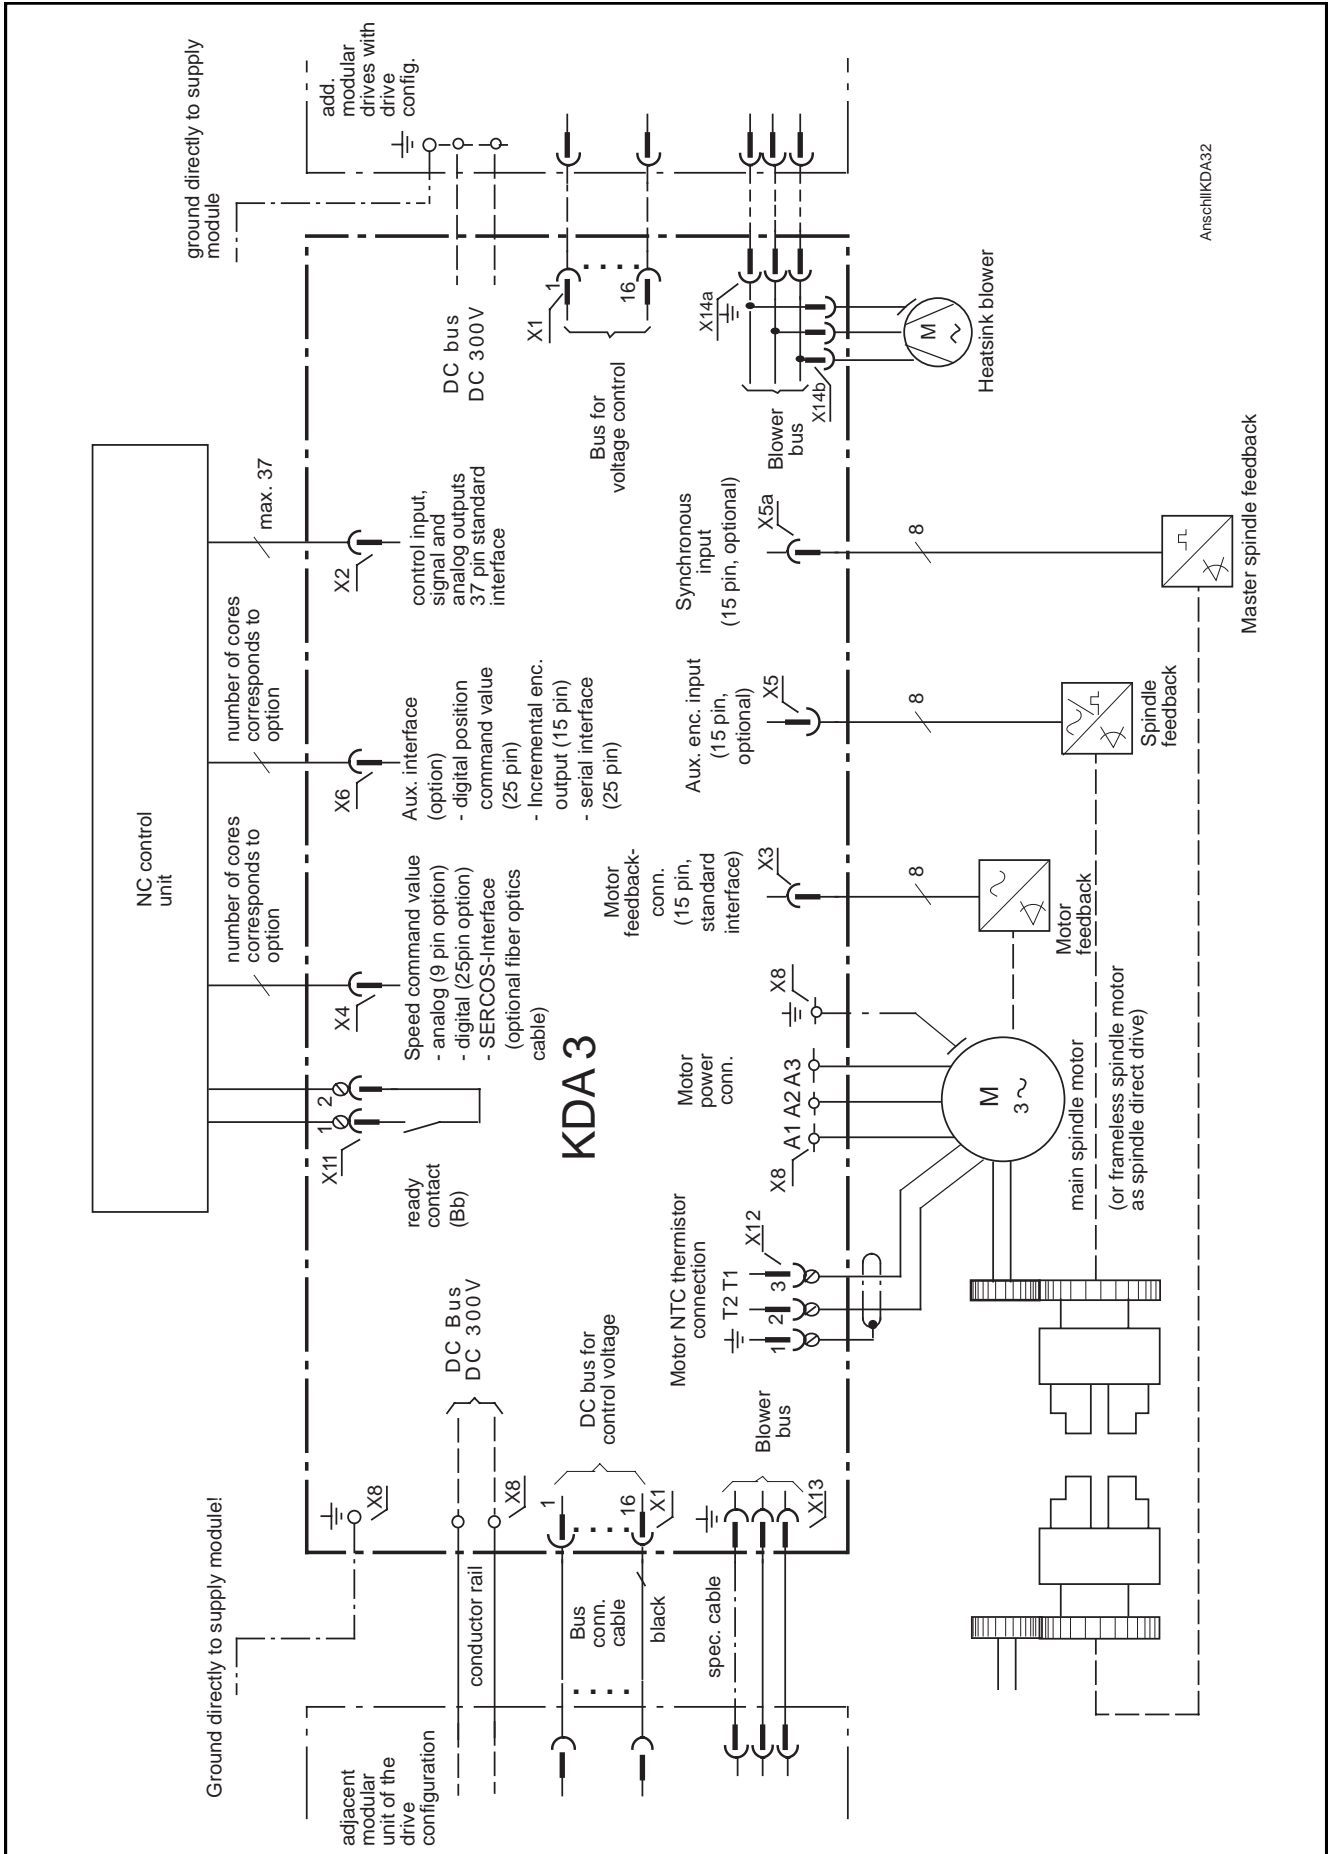 Ground directly to supply module!
adjacent
modular
unit of the
drive
configuration
conductor rail
Bus
conn.
cable
black
spec. cable
X8
X8
1
16
X1
X13
DC Bus
DC 300V
DC bus for
control voltage
Blower
bus
NC control
unit
number of cores
corresponds to
option
number of cores
corresponds to
option
max. 37
1
2
X11
X4
X6
X2
ready
contact
(Bb)
Speed command value
- analog (9 pin option)
- digital (25pin option)
- SERCOS-Interface
(optional fiber optics
cable)
Aux. interface
(option)
- digital position
command value
(25 pin)
- Incremental enc.
output (15 pin)
- serial interface
(25 pin)
control input,
signal and
analog outputs
37 pin standard
interface
KDA 3
Motor NTC thermistor
connection
T2 T1
X12
1
2
3
Motor
power
conn.
X8
A1 A2 A3
X8
Motor
feedback-
conn.
(15 pin,
standard
interface)
X3
Aux. enc. input
(15 pin,
optional)
X5
Synchronous
input
(15 pin, optional)
X5a
8
8
8
M
3
Motor
feedback
Spindle
feedback
Master spindle feedback
main spindle motor
(or frameless spindle motor
as spindle direct drive)
ground directly to supply
module
add.
modular
drives with
drive
config.
DC bus
DC 300V
X1
1
16
Bus for
voltage control
X14a
Blower
bus
X14b
M
Heatsink blower
AnschlKDA32